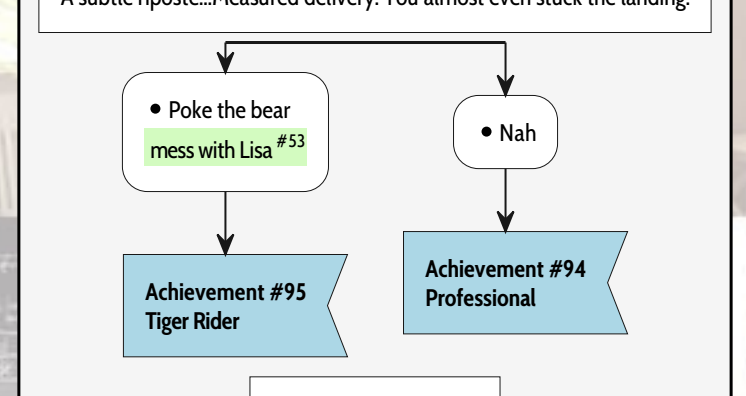 A subtle riposte...Measured delivery. You almost even stuck the landing.
• Poke the bear
mess with Lisa #53
• Nah
Achievement #95
Tiger Rider
Achievement #94
Professional